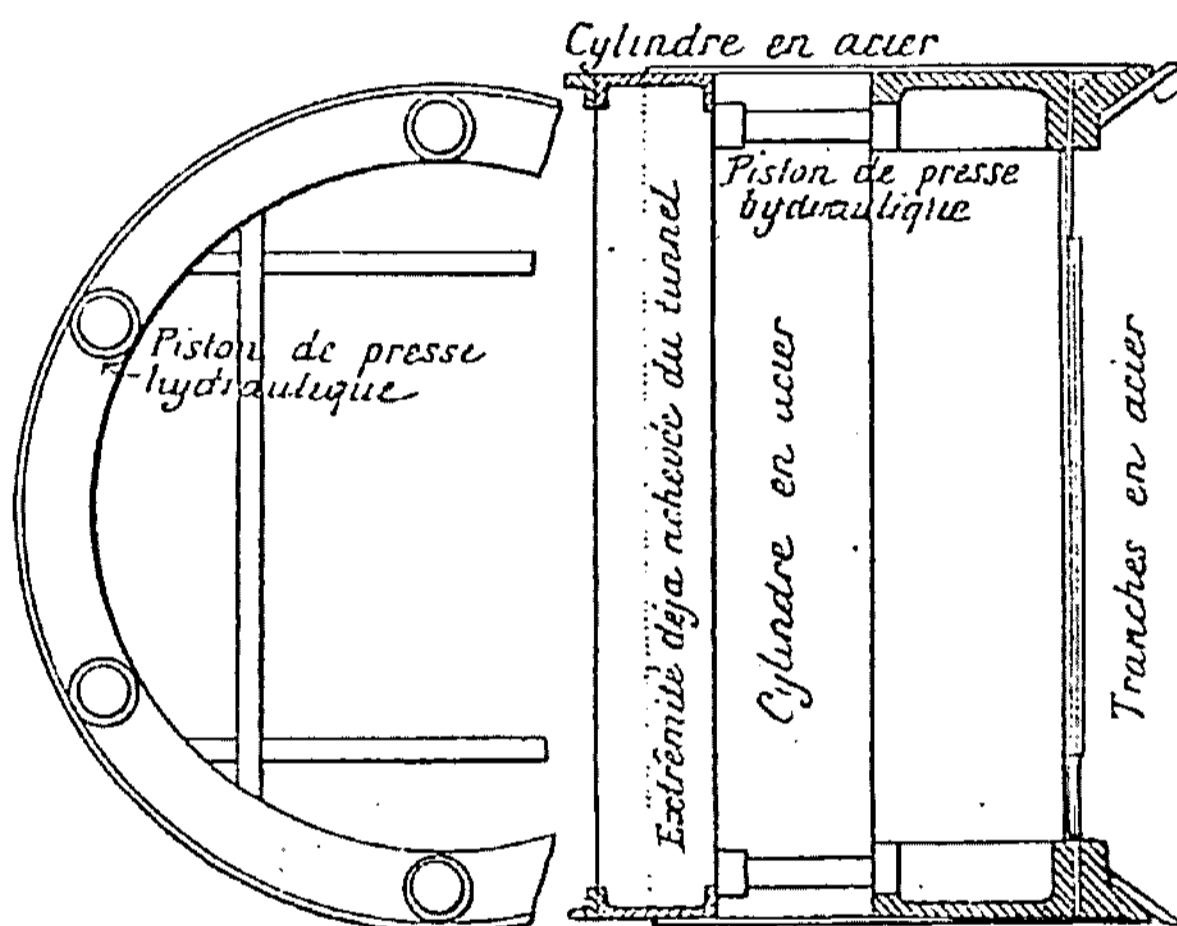 Cylindre en acier
Piston de presse
hydraulique
Piston de presse
hydraulique
Extrémité déja achevée du tunnel
Cylindre en acier
Tranches en acier